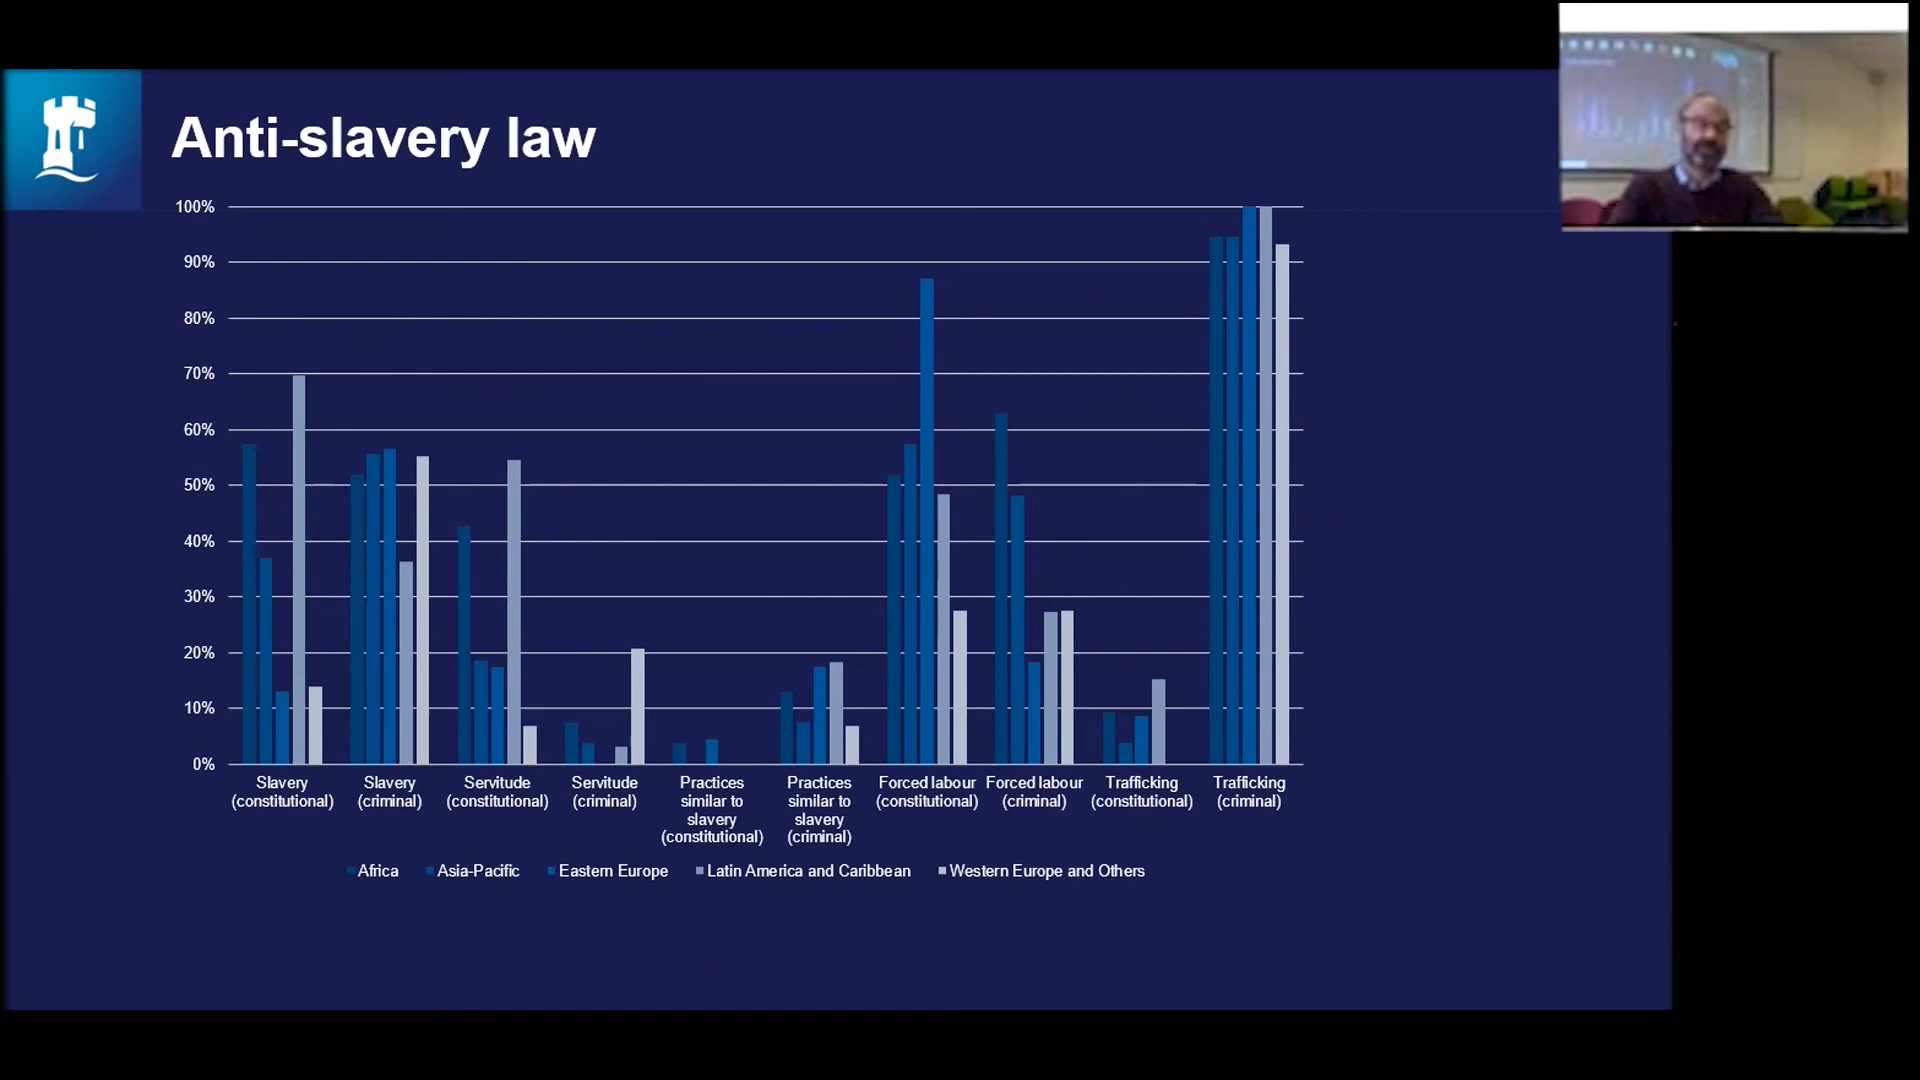 Anti-slavery law
100%
90%
80%
70%
60%
50%
40%
30%
20%
10%
0%
Slavery
(constitutional)
Slavery
(criminal)
Servitude
(constitutional)
Servitude
(criminal)
Practices
similar to
slavery
(constitutional)
Practices
similar to
slavery
(criminal)
Forced labour
(constitutional)
Forced labour
(criminal)
Trafficking
(constitutional)
Trafficking
(criminal)
Africa Asia-Pacific Eastern Europe Latin America and Caribbean Western Europe and Others